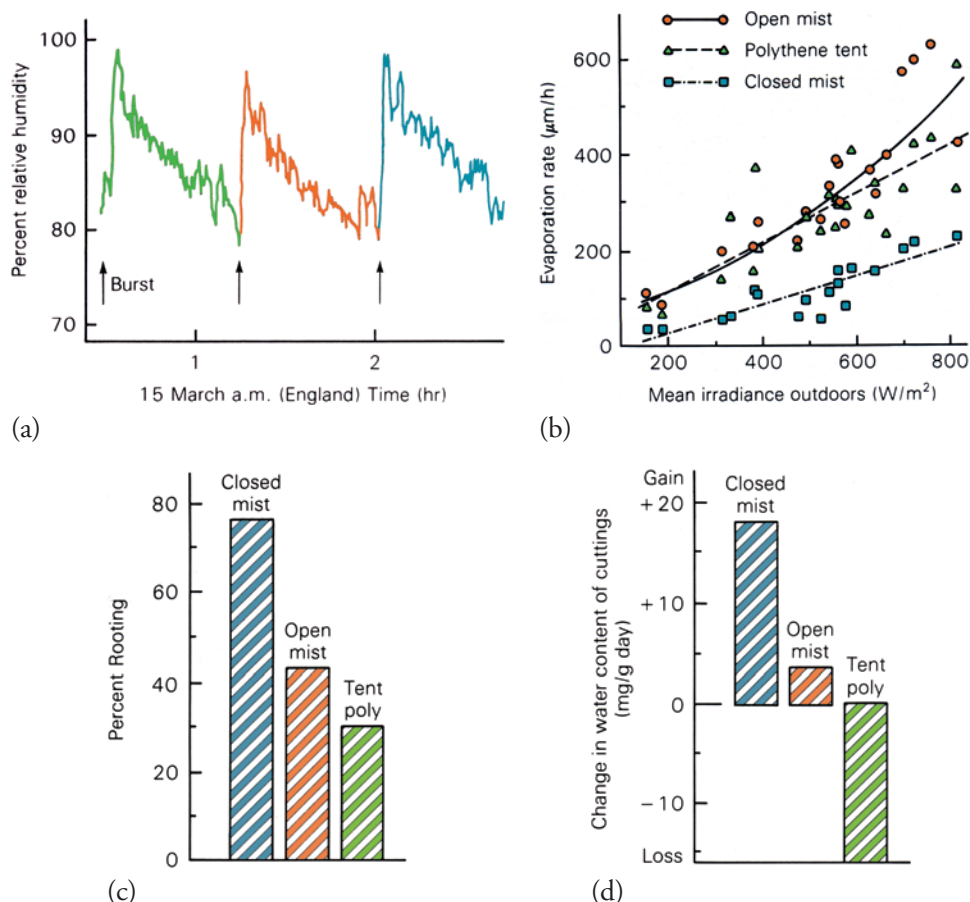 100
90
80
70
Percent relative humidity
Burst
1
2
15 March a.m. (England) Time (hr)
(a)
Open mist
Polythene tent
Closed mist
600
400
200
0
Evaporation rate (μm/h)
200
400
600
800
Mean irradiance outdoors (W/m²)
(b)
80
60
40
20
0
Percent Rooting
Closed
mist
Open
mist
Tent
poly
(c)
Gain
+20
+10
0
−10
Loss
Change in water content of cuttings
(mg/g day)
Closed
mist
Open
mist
Tent
poly
(d)